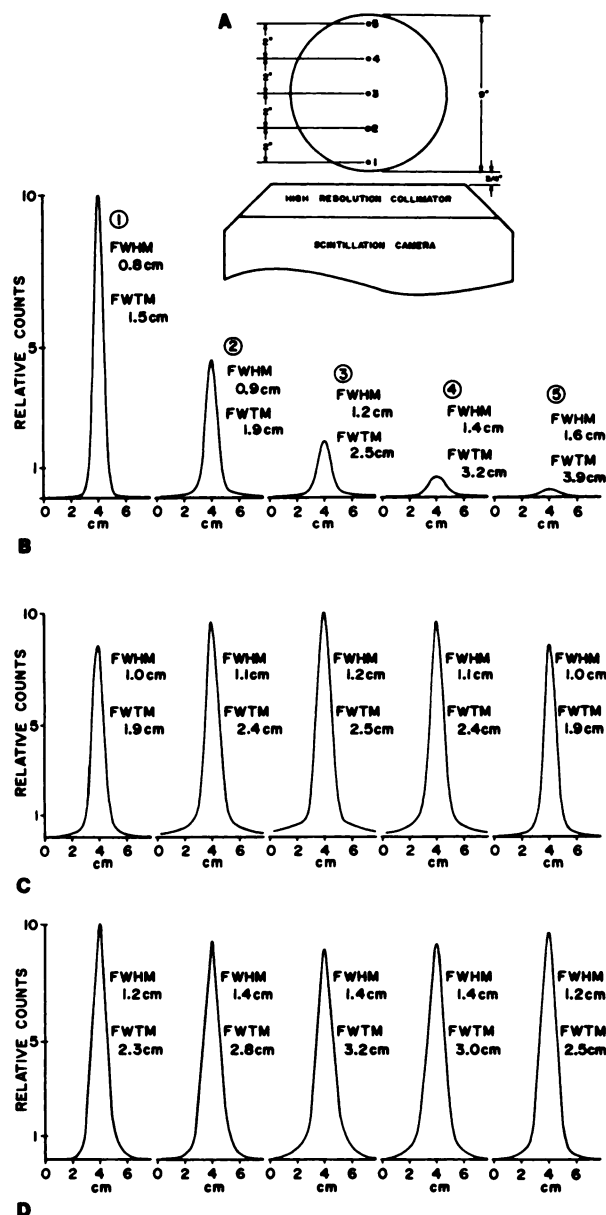 A
5
2"
4
2"
3
9"
2"
2
2"
1
3/4"
HIGH RESOLUTION COLLIMATOR
SCINTILLATION CAMERA
RELATIVE COUNTS
10
5
1
①
FWHM
0.8cm
FWTM
1.5cm
②
FWHM
0.9cm
FWTM
1.9cm
③
FWHM
1.2cm
FWTM
2.5cm
④
FWHM
1.4cm
FWTM
3.2cm
⑤
FWHM
1.6cm
FWTM
3.9cm
0 2 4 6 0 2 4 6 0 2 4 6 0 2 4 6 0 2 4 6
cm cm cm cm cm
B
RELATIVE COUNTS
10
5
1
FWHM
1.0cm
FWTM
1.9cm
FWHM
1.1cm
FWTM
2.4cm
FWHM
1.2cm
FWTM
2.5cm
FWHM
1.1cm
FWTM
2.4cm
FWHM
1.0cm
FWTM
1.9cm
0 2 4 6 0 2 4 6 0 2 4 6 0 2 4 6 0 2 4 6
cm cm cm cm cm
C
RELATIVE COUNTS
10
5
1
FWHM
1.2cm
FWTM
2.3cm
FWHM
1.4cm
FWTM
2.8cm
FWHM
1.4cm
FWTM
3.2cm
FWHM
1.4cm
FWTM
3.0cm
FWHM
1.2cm
FWTM
2.5cm
0 2 4 6 0 2 4 6 0 2 4 6 0 2 4 6 0 2 4 6
cm cm cm cm cm
D